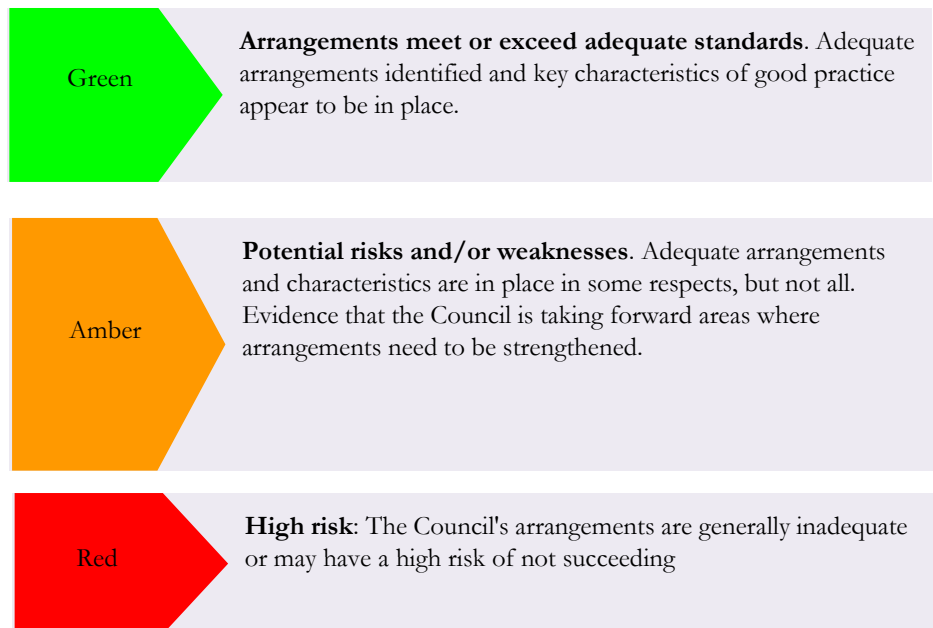 Green
Arrangements meet or exceed adequate standards. Adequate
arrangements identified and key characteristics of good practice
appear to be in place.
Amber
Potential risks and/or weaknesses. Adequate arrangements
and characteristics are in place in some respects, but not all.
Evidence that the Council is taking forward areas where
arrangements need to be strengthened.
Red
High risk: The Council's arrangements are generally inadequate
or may have a high risk of not succeeding